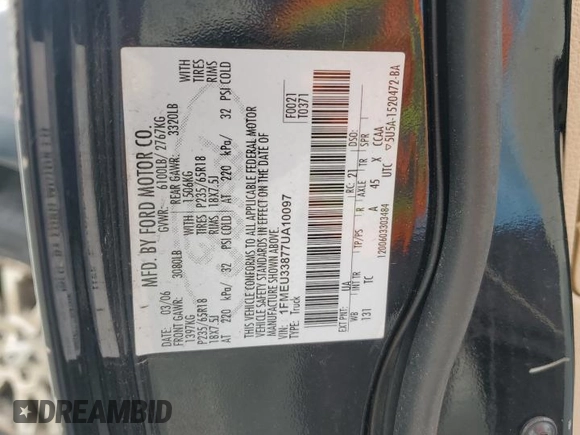 MFD. BY FORD MOTOR CO.
03/06 GVWR: 6100LB/ 2767KG
FRONT GAWR: 3080LB REAR GAWR: 3320LB
1397KG 1506KG WITH
P235/65R18 P235/65R18 TIRES
18X7.5J 18X7.5J RIMS
AT 220 kPa/ 32 PSI COLD AT 220 kPa/ 32 PSI COLD
WITH
TIRES
RIMS
THIS VEHICLE CONFORMS TO ALL APPLICABLE FEDERAL MOTOR
VEHICLE SAFETY STANDARDS IN EFFECT ON THE DATE OF
MANUFACTURE SHOWN ABOVE.
VIN: 1FMEU33877UA10097
TYPE: Truck
F0021
T0371
EXT PNT: UA RC: 21 DSO:
WB INT TR TP/PS R AXLE TR SPR
131 TC A 45 X CCAA
UTC
1200603303484 ▽5U5A-1520472-BA
DREAMBID